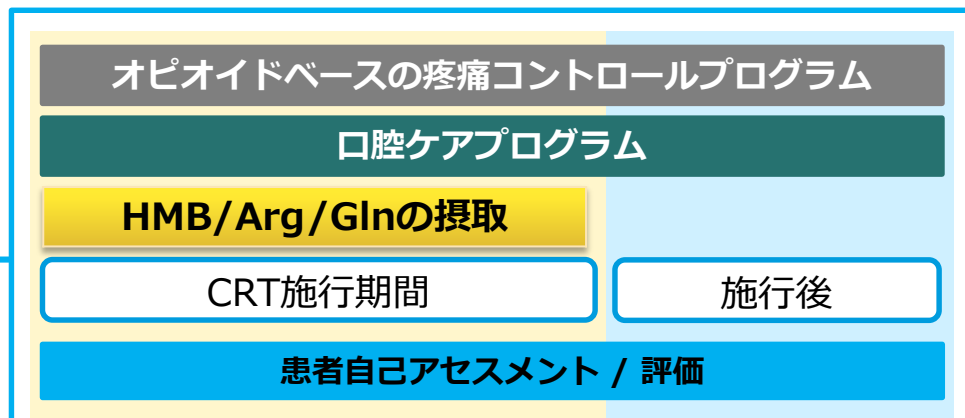 オピオイドベースの疼痛コントロールプログラム
口腔ケアプログラム
HMB/Arg/Glnの摂取
CRT施行期間
施行後
患者自己アセスメント / 評価